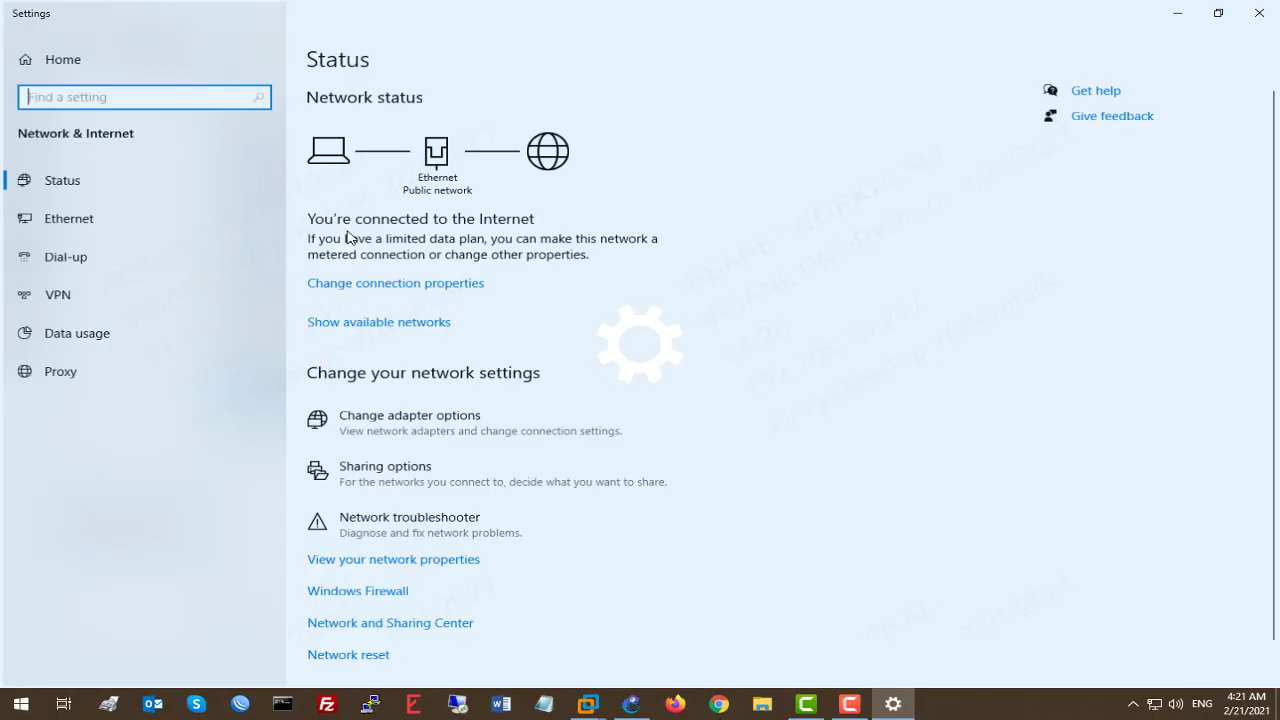 Settings
Home
Find a setting
Network & Internet
Status
Ethernet
Dial-up
VPN
Data usage
Proxy
Status
Network status
Ethernet
Public network
You're connected to the Internet
If you have a limited data plan, you can make this network a
metered connection or change other properties.
Change connection properties
Show available networks
Change your network settings
Change adapter options
View network adapters and change connection settings.
Sharing options
For the networks you connect to, decide what you want to share.
Network troubleshooter
Diagnose and fix network problems.
View your network properties
Windows Firewall
Network and Sharing Center
Network reset
Get help
Give feedback
ENG
4:21 AM
2/21/2021